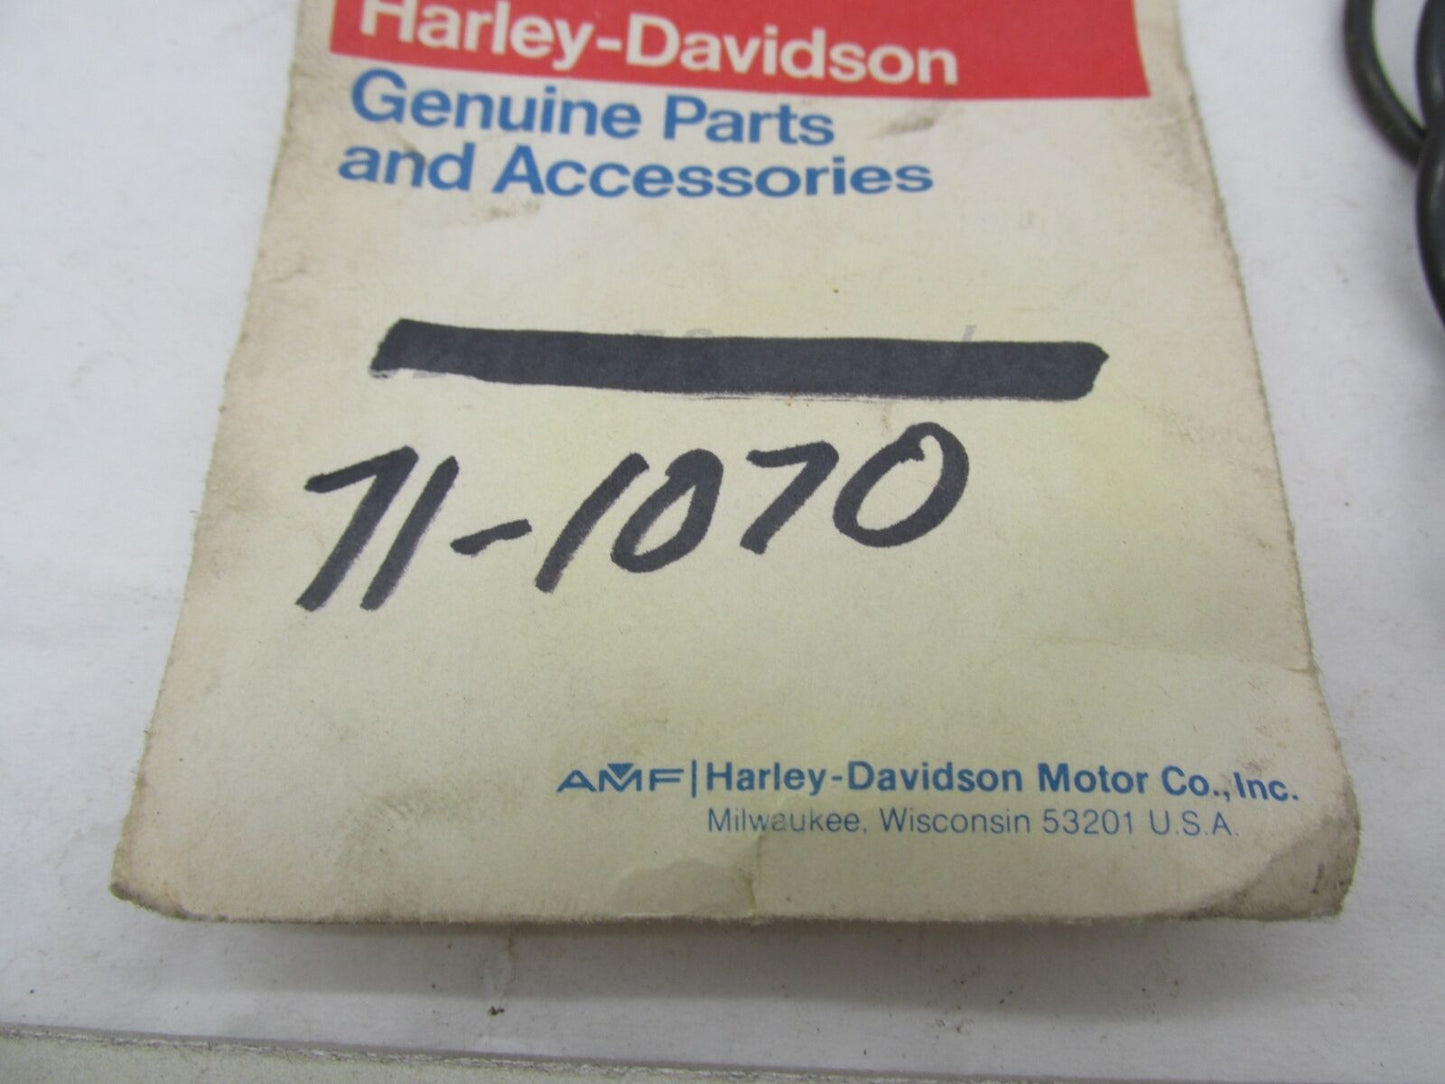 Harley-Davidson
Genuine Parts
and Accessories
71-1070
AMF | Harley-Davidson Motor Co., Inc.
Milwaukee, Wisconsin 53201 U.S.A.